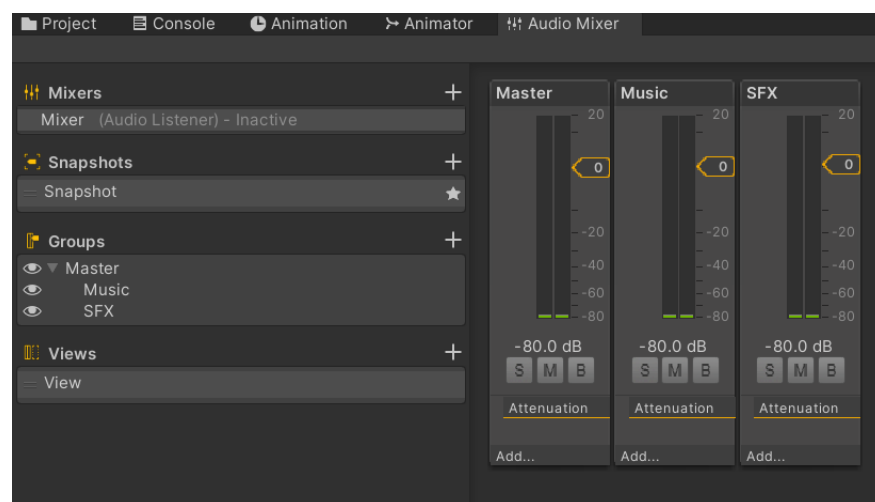 Project Console Animation Animator Audio Mixer
Mixers
Mixer (Audio Listener) - Inactive
Snapshots
Snapshot
Groups
Master
Music
SFX
Views
View
Master
20
0
-20
-40
-60
-80
-80.0 dB
S M B
Attenuation
Add...
Music
20
0
-20
-40
-60
-80
-80.0 dB
S M B
Attenuation
Add...
SFX
20
0
-20
-40
-60
-80
-80.0 dB
S M B
Attenuation
Add...